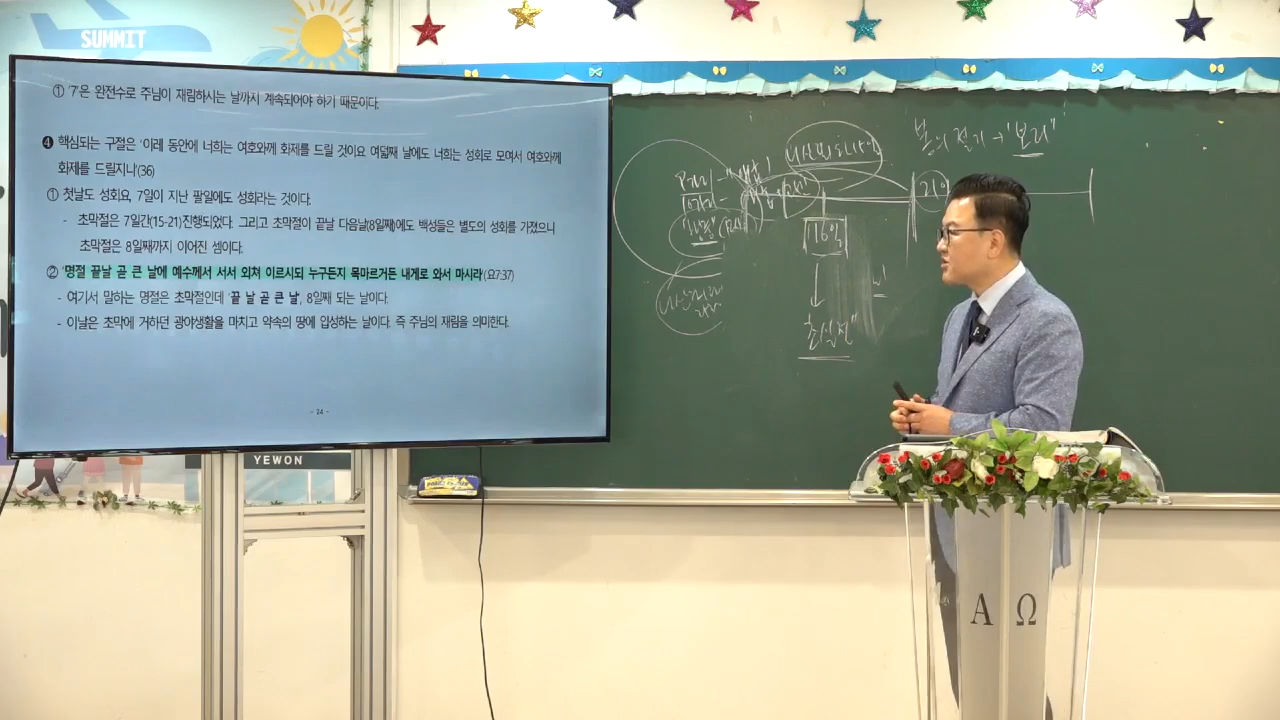 SUMMIT
① '7'은 완전수로 주님이 재림하시는 날까지 계속되어야 하기 때문이다.
❹ 핵심되는 구절은 '이레 동안에 너희는 여호와께 화제를 드릴 것이요 여덟째 날에도 너희는 성회로 모여서 여호와께
화제를 드릴지니'(36)
① 첫날도 성회요, 7일이 지난 팔일에도 성회라는 것이다.
- 초막절은 7일간(15-21)진행되었다. 그리고 초막절이 끝날 다음날(8일째)에도 백성들은 별도의 성회를 가졌으니
초막절은 8일째까지 이어진 셈이다.
② '명절 끝날 곧 큰 날에 예수께서 서서 외쳐 이르시되 누구든지 목마르거든 내게로 와서 마시라'(요7:37)
- 여기서 말하는 명절은 초막절인데 '끝 날 곧 큰 날', 8일째 되는 날이다.
- 이날은 초막에 거하던 광야생활을 마치고 약속의 땅에 입성하는 날이다. 즉 주님의 재림을 의미한다.
- 24 -
YEWON
봄의 절기 → "보리"
21일
16일
초실절"
Α Ω